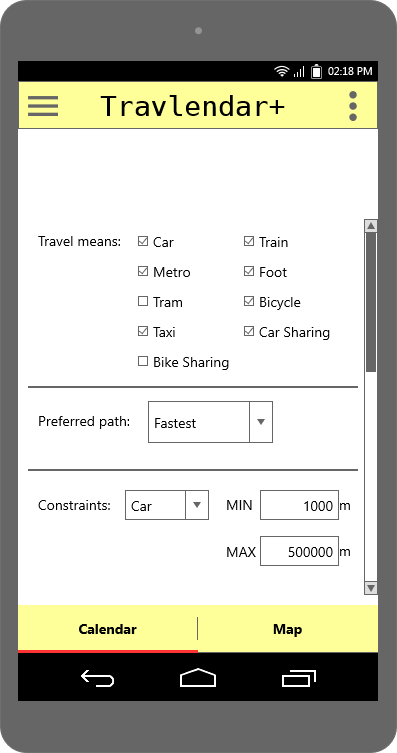 02:18 PM
Travlendar+
Travel means: Car Train
Metro Foot
Tram Bicycle
Taxi Car Sharing
Bike Sharing
Preferred path: Fastest
Constraints: Car MIN 1000 m
MAX 500000 m
Calendar Map